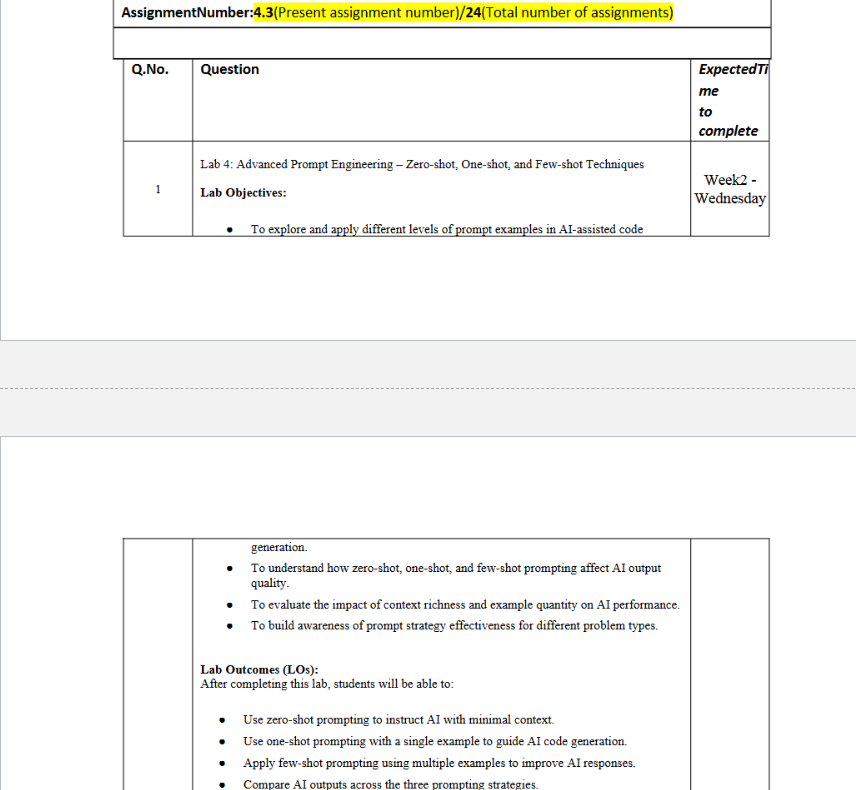 AssignmentNumber:4.3(Present assignment number)/24(Total number of assignments)
Q.No. Question ExpectedTi
me
to
complete
Lab 4: Advanced Prompt Engineering – Zero-shot, One-shot, and Few-shot Techniques
1 Lab Objectives: Week2 -
Wednesday
● To explore and apply different levels of prompt examples in AI-assisted code
generation.
● To understand how zero-shot, one-shot, and few-shot prompting affect AI output
quality.
● To evaluate the impact of context richness and example quantity on AI performance.
● To build awareness of prompt strategy effectiveness for different problem types.
Lab Outcomes (LOs):
After completing this lab, students will be able to:
● Use zero-shot prompting to instruct AI with minimal context.
● Use one-shot prompting with a single example to guide AI code generation.
● Apply few-shot prompting using multiple examples to improve AI responses.
● Compare AI outputs across the three prompting strategies.